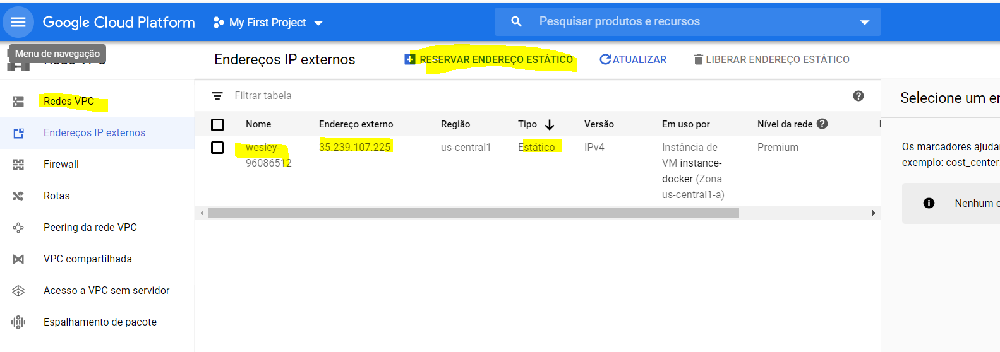 Google Cloud Platform
My First Project
Pesquisar produtos e recursos
Menu de navegação
Endereços IP externos
RESERVAR ENDEREÇO ESTÁTICO
ATUALIZAR
LIBERAR ENDEREÇO ESTÁTICO
Redes VPC
Endereços IP externos
Firewall
Rotas
Peering da rede VPC
VPC compartilhada
Acesso a VPC sem servidor
Espalhamento de pacote
Filtrar tabela
Nome
Endereço externo
Região
Tipo
Versão
Em uso por
Nível da rede
wesley-
96086512
35.239.107.225
us-central1
Estático
IPv4
Instância de
VM instance-
docker (Zona
us-central1-a)
Premium
Selecione um
Os marcadores
exemplo: cost_center
Nenhum